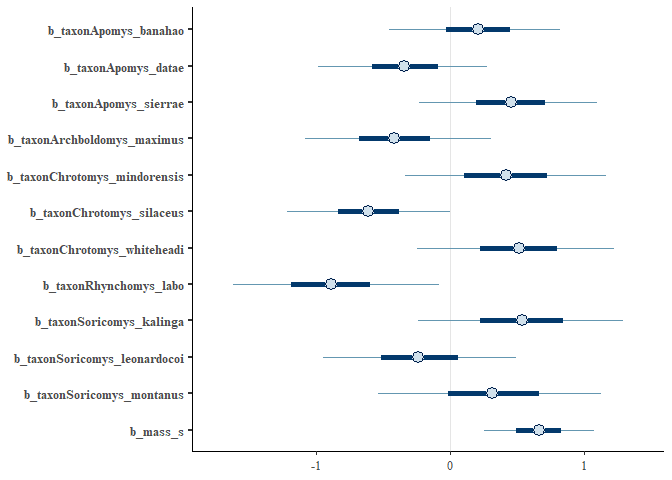 b_taxonApomys_banahao
b_taxonApomys_datae
b_taxonApomys_sierrae
b_taxonArchboldomys_maximus
b_taxonChrotomys_mindorensis
b_taxonChrotomys_silaceus
b_taxonChrotomys_whiteheadi
b_taxonRhynchomys_labo
b_taxonSoricomys_kalinga
b_taxonSoricomys_leonardocoi
b_taxonSoricomys_montanus
b_mass_s
-1 0 1